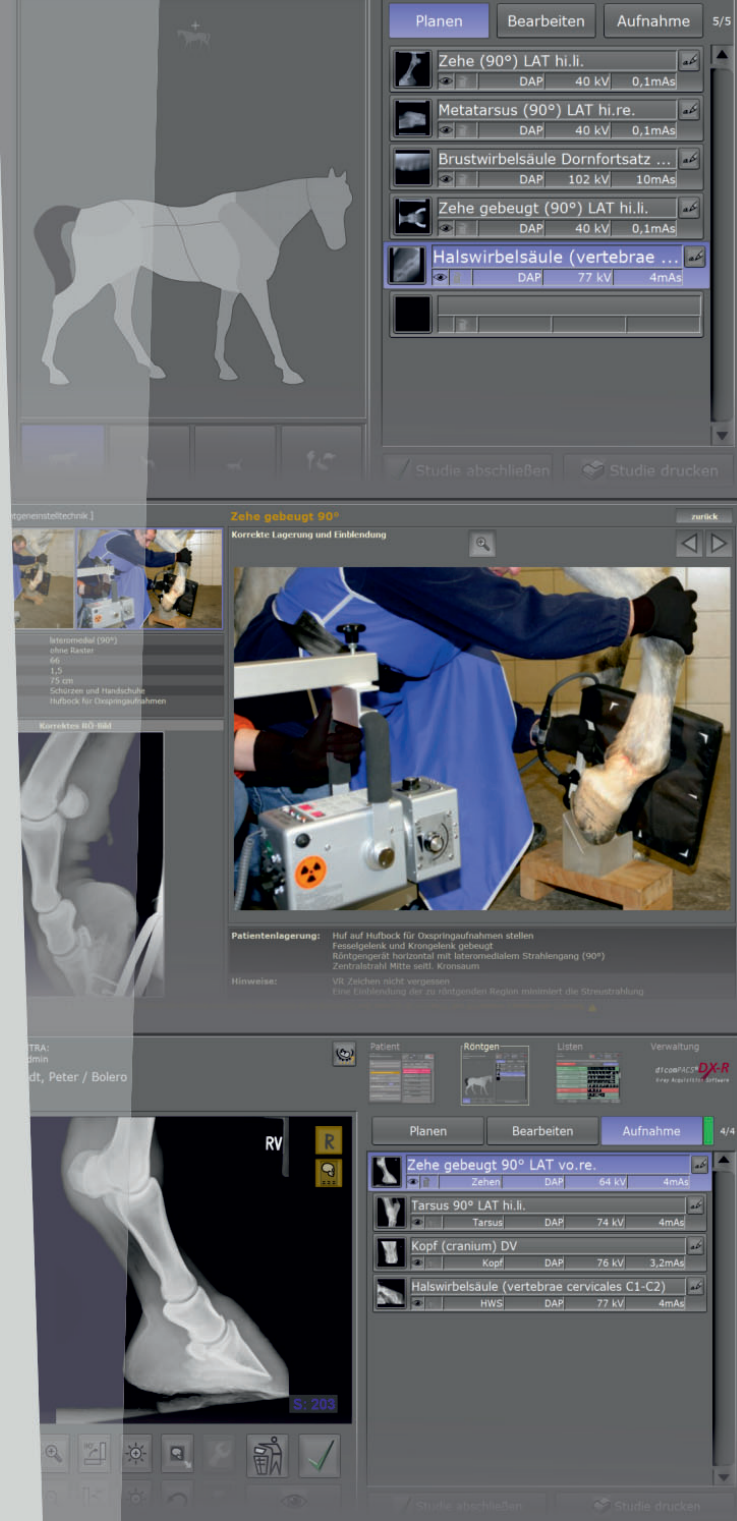 Planen Bearbeiten Aufnahme 5/5
Zehe (90°) LAT hi.li.
DAP 40 kV 0,1mAs
Metatarsus (90°) LAT hi.re.
DAP 40 kV 0,1mAs
Brustwirbelsäule Dornfortsatz ...
DAP 102 kV 10mAs
Zehe gebeugt (90°) LAT hi.li.
DAP 40 kV 0,1mAs
Halswirbelsäule (vertebrae ...
DAP 77 kV 4mAs
Studie abschließen Studie drucken
tgeneinstelltechnik ] Zehe gebeugt 90° zurück
Korrekte Lagerung und Einblendung
lateromedial (90°)
ohne Raster
66
1,5
75 cm
Schürzen und Handschuhe
Hufbock für Oxspringaufnahmen
Korrektes RÖ-Bild
Patientenlagerung: Huf auf Hufbock für Oxspringaufnahmen stellen
Fesselgelenk und Krongelenk gebeugt
Röntgengerät horizontal mit lateromedialem Strahlengang (90°)
Zentralstrahl Mitte seitl. Kronsaum
Hinweise: VR Zeichen nicht vergessen
Eine Einblendung der zu röntgenden Region minimiert die Streustrahlung
TRA:
dmin
dt, Peter / Bolero
Patient Röntgen Listen Verwaltung
dicomPACS® DX-R
X-ray Acquisition Software
Planen Bearbeiten Aufnahme 4/4
RV R
Zehe gebeugt 90° LAT vo.re.
Zehen DAP 64 kV 4mAs
Tarsus 90° LAT hi.li.
Tarsus DAP 74 kV 4mAs
Kopf (cranium) DV
Kopf DAP 76 kV 3,2mAs
Halswirbelsäule (vertebrae cervicales C1-C2)
HWS DAP 77 kV 4mAs
S: 203
Studie abschließen Studie drucken